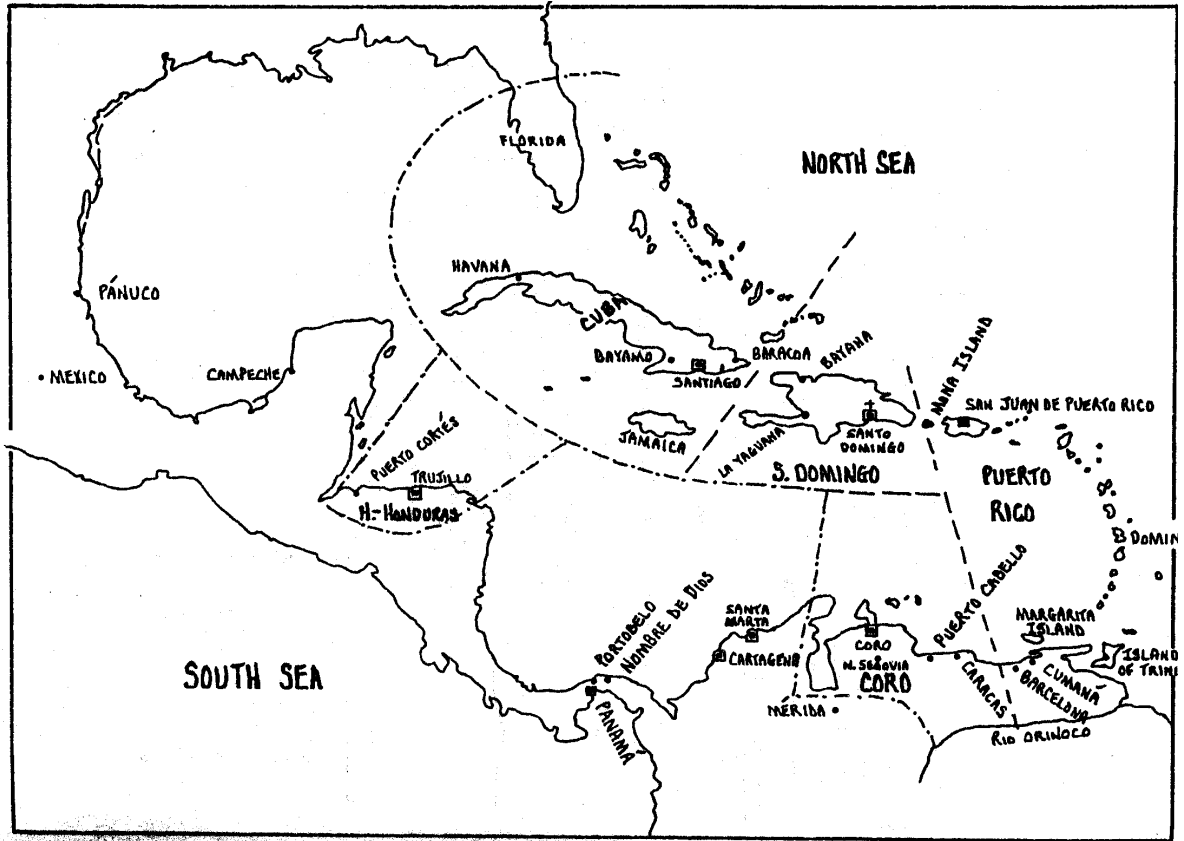 FLORIDA
NORTH SEA
HAVANA
PÁNUCO
CUBA
MEXICO
CAMPECHE
BAYAMO
SANTIAGO
BARACOA
BAYANA
MONA ISLAND
SAN JUAN DE PUERTO RICO
JAMAICA
LA YAGUANA
SANTO
DOMINGO
S. DOMINGO
PUERTO
RICO
PUERTO CORTÉS
TRUJILLO
H.-HONDURAS
DOMIN
PORTOBELO
NOMBRE DE DIOS
SANTA
MARTA
CARTAGENA
PUERTO CABELLO
MARGARITA
ISLAND
ISLAND
OF TRINI
CORO
N. SEGOVIA
CORO
CARACAS
CUMANÁ
BARCELONA
SOUTH SEA
PANAMÁ
MÉRIDA
RIO ORINOCO